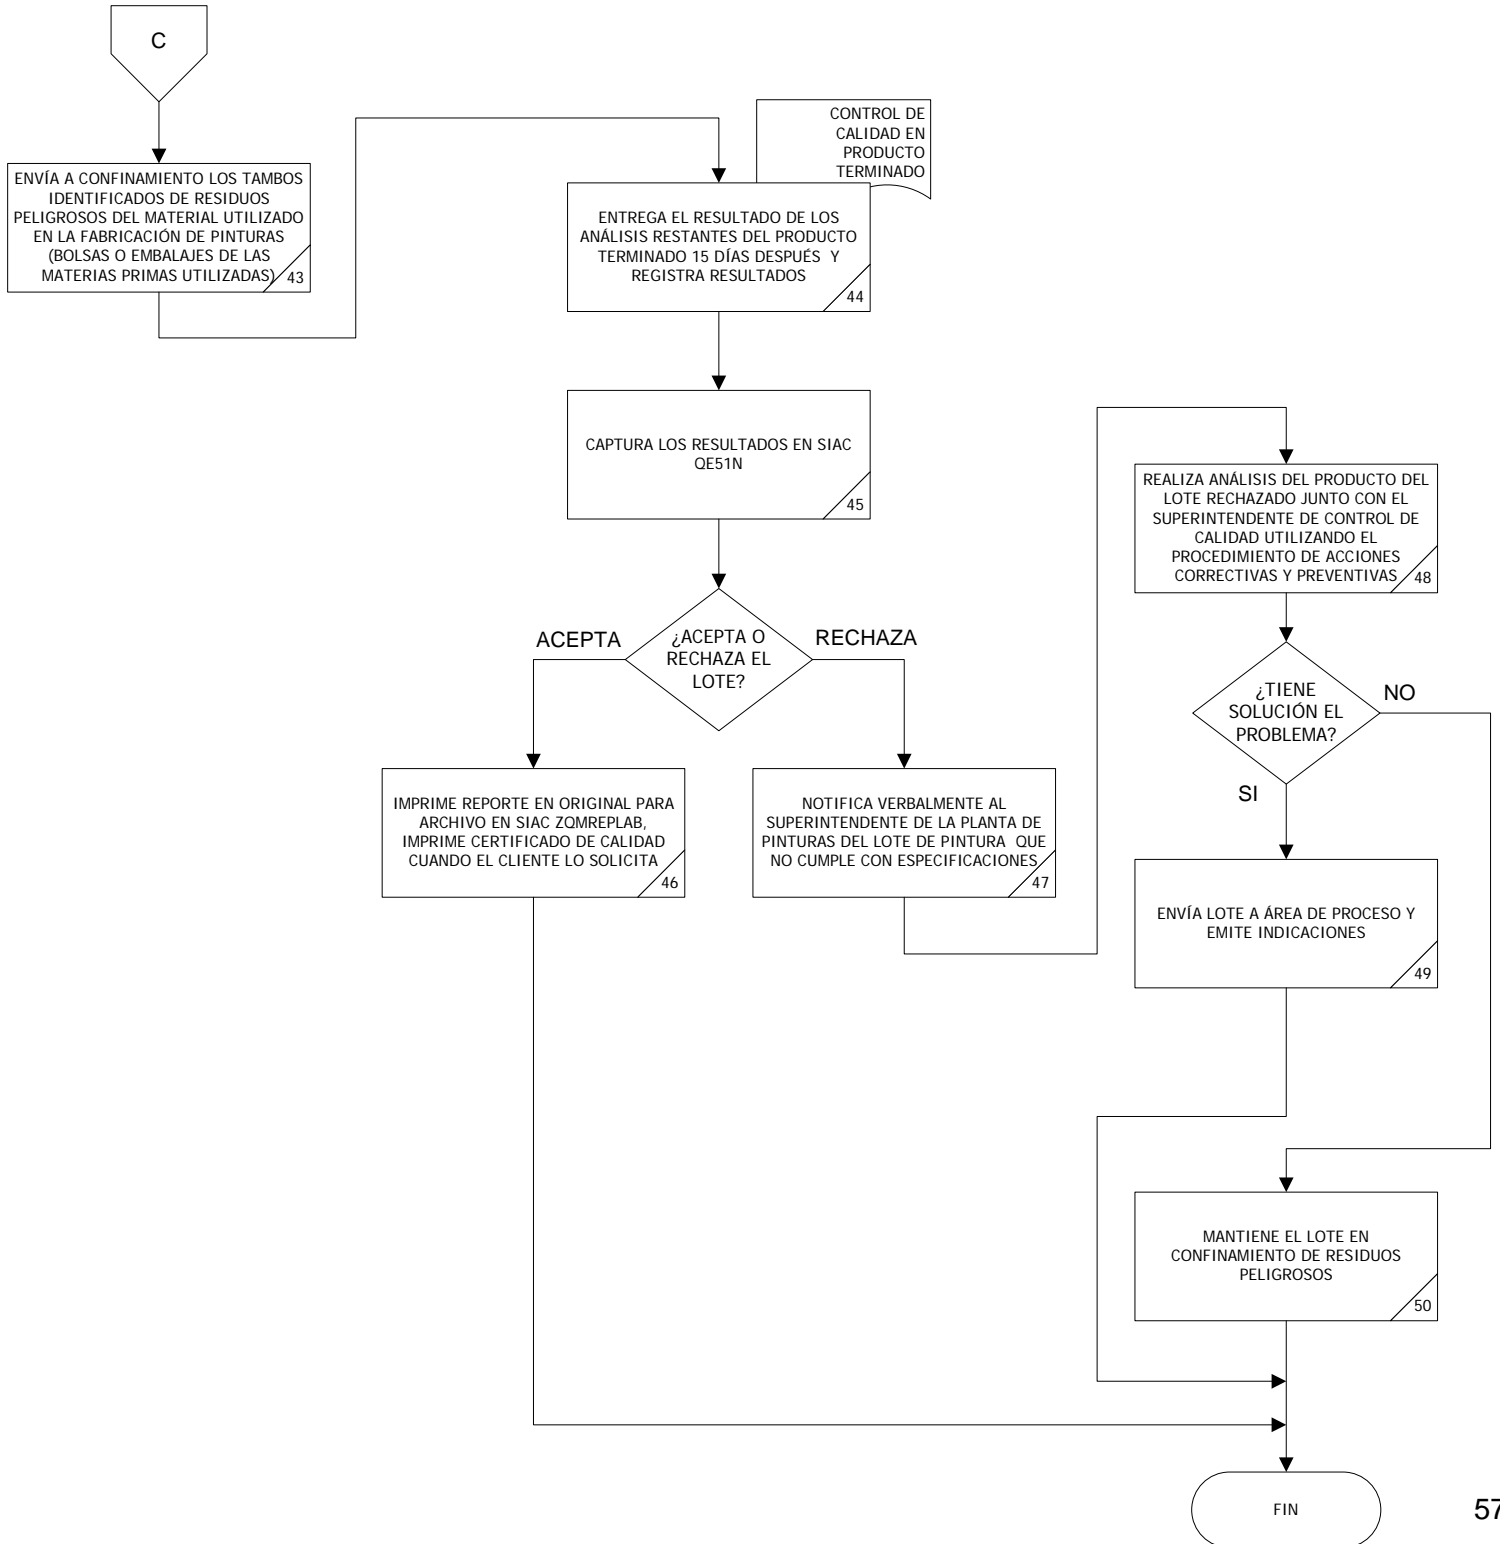 C
ENVÍA A CONFINAMIENTO LOS TAMBOS
IDENTIFICADOS DE RESIDUOS
PELIGROSOS DEL MATERIAL UTILIZADO
EN LA FABRICACIÓN DE PINTURAS
(BOLSAS O EMBALAJES DE LAS
MATERIAS PRIMAS UTILIZADAS)
43
CONTROL DE
CALIDAD EN
PRODUCTO
TERMINADO
ENTREGA EL RESULTADO DE LOS
ANÁLISIS RESTANTES DEL PRODUCTO
TERMINADO 15 DÍAS DESPUÉS Y
REGISTRA RESULTADOS
44
CAPTURA LOS RESULTADOS EN SIAC
QE51N
45
¿ACEPTA O
RECHAZA EL
LOTE?
ACEPTA
RECHAZA
IMPRIME REPORTE EN ORIGINAL PARA
ARCHIVO EN SIAC ZQMREPLAB,
IMPRIME CERTIFICADO DE CALIDAD
CUANDO EL CLIENTE LO SOLICITA
46
NOTIFICA VERBALMENTE AL
SUPERINTENDENTE DE LA PLANTA DE
PINTURAS DEL LOTE DE PINTURA QUE
NO CUMPLE CON ESPECIFICACIONES
47
REALIZA ANÁLISIS DEL PRODUCTO DEL
LOTE RECHAZADO JUNTO CON EL
SUPERINTENDENTE DE CONTROL DE
CALIDAD UTILIZANDO EL
PROCEDIMIENTO DE ACCIONES
CORRECTIVAS Y PREVENTIVAS
48
¿TIENE
SOLUCIÓN EL
PROBLEMA?
NO
SI
ENVÍA LOTE A ÁREA DE PROCESO Y
EMITE INDICACIONES
49
MANTIENE EL LOTE EN
CONFINAMIENTO DE RESIDUOS
PELIGROSOS
50
FIN
57